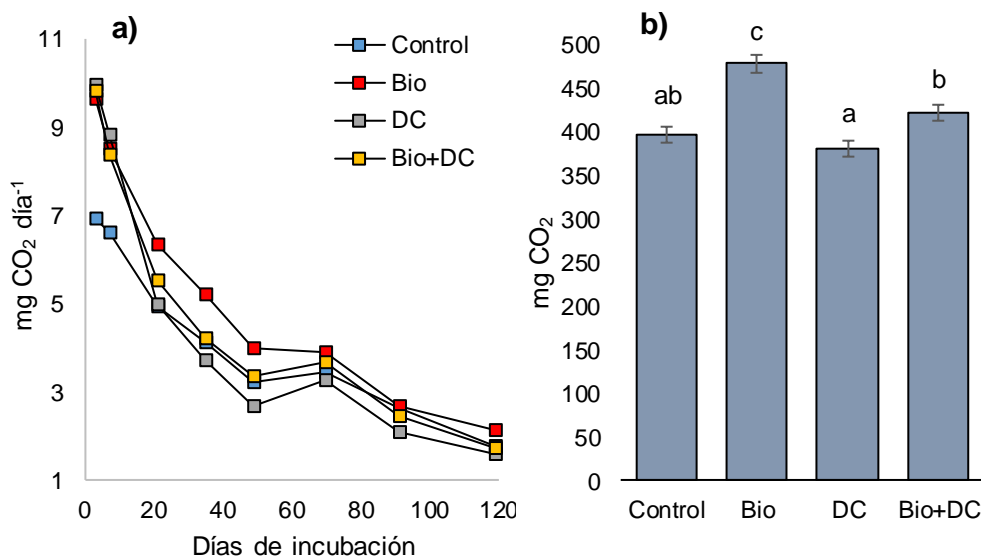 a)
Control
Bio
DC
Bio+DC
11
9
7
5
3
1
mg CO₂ día⁻¹
0 20 40 60 80 100 120
Días de incubación
b)
500
450
400
350
300
250
200
150
100
50
0
mg CO₂
ab
c
a
b
Control Bio DC Bio+DC